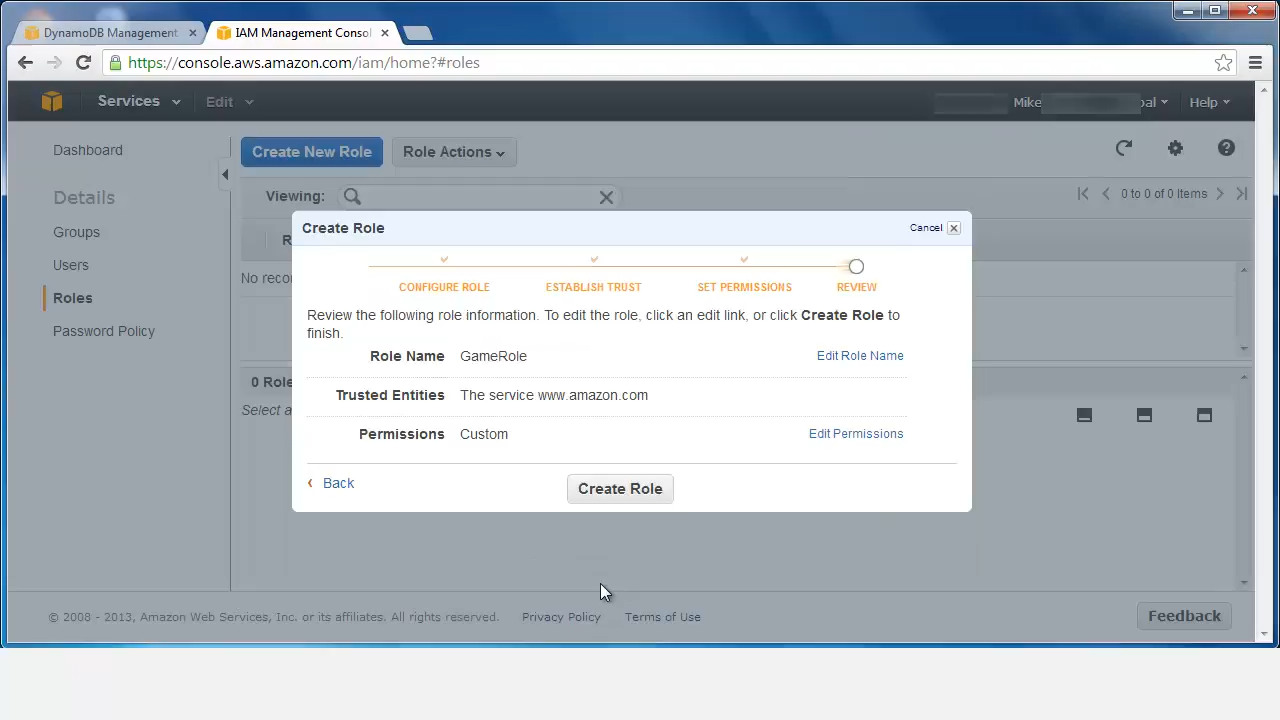 DynamoDB Management
IAM Management Consol
https://console.aws.amazon.com/iam/home?#roles
Services Edit Mike pal Help
Dashboard
Details
Groups
Users
Roles
Password Policy
Create New Role Role Actions
Viewing: 0 to 0 of 0 Items
R
No reco
0 Role
Select a
Create Role Cancel
CONFIGURE ROLE ESTABLISH TRUST SET PERMISSIONS REVIEW
Review the following role information. To edit the role, click an edit link, or click Create Role to
finish.
Role Name GameRole Edit Role Name
Trusted Entities The service www.amazon.com
Permissions Custom Edit Permissions
Back Create Role
© 2008 - 2013, Amazon Web Services, Inc. or its affiliates. All rights reserved. Privacy Policy Terms of Use Feedback